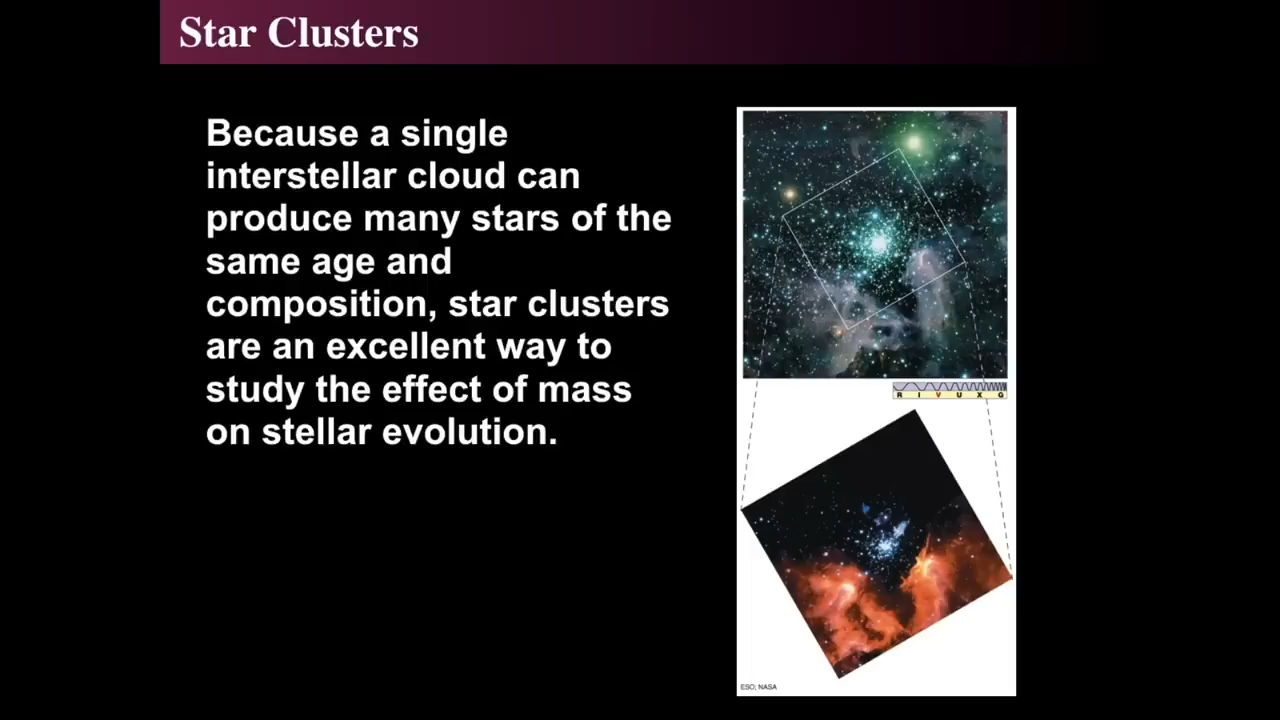 Star Clusters
Because a single
interstellar cloud can
produce many stars of the
same age and
composition, star clusters
are an excellent way to
study the effect of mass
on stellar evolution.
R I V U X G
ESO; NASA